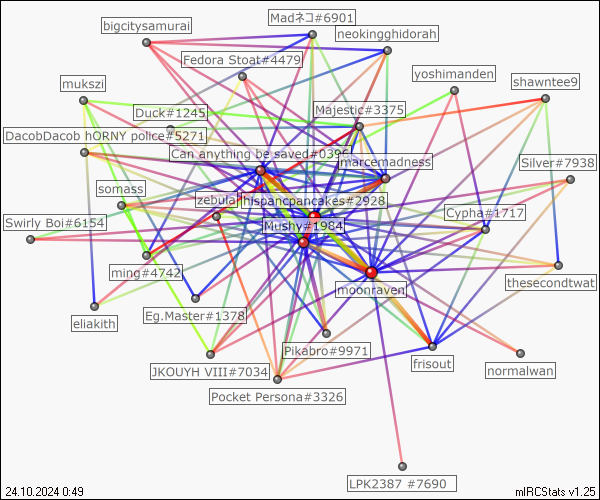 Madネコ#6901
bigcitysamurai
neokingghidorah
Fedora Stoat#4479
yoshimanden
shawntee9
mukszi
Duck#1245
Majestic#3375
DacobDacob hORNY police#5271
Can anything be saved#0396
marcemadness
Silver#7938
somass
zebula
hispancpancakes#2928
Cypha#1717
Swirly Boi#6154
Mushy#1984
ming#4742
moonraven
thesecondtwat
eliakith
Eg.Master#1378
Pikabro#9971
frisout
normalwan
JKOUYH VIII#7034
Pocket Persona#3326
LPK2387 #7690
24.10.2024 0:49
mIRCStats v1.25